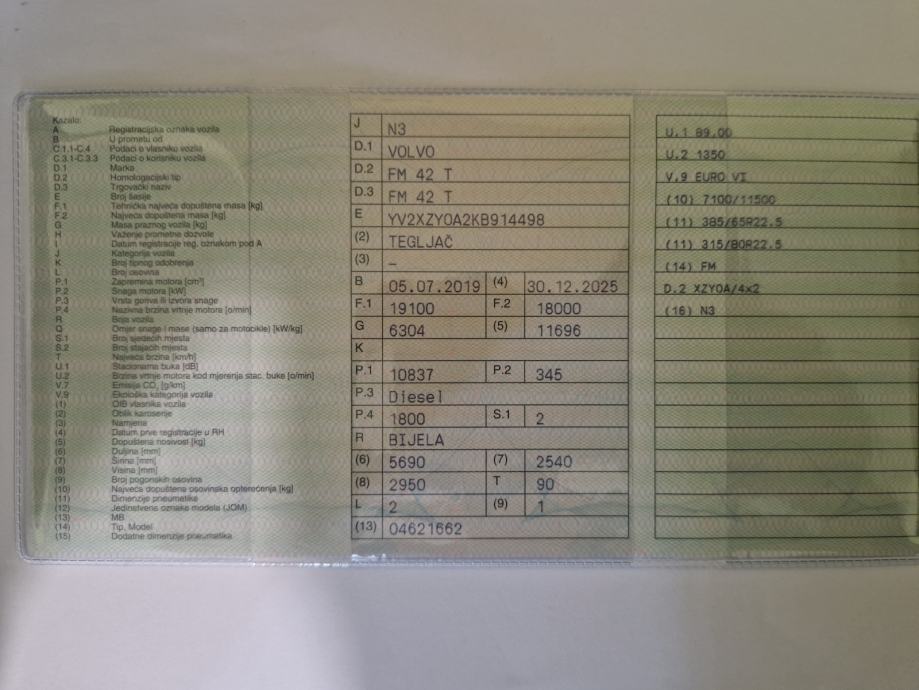 Kazalo:
A Registracijska oznaka vozila
B U prometu od
C.1.1-C.4 Podaci o vlasniku vozila
C.3.1-C.3.3 Podaci o korisniku vozila
D.1 Marka
D.2 Homologacijski tip
D.3 Trgovački naziv
E Broj šasije
F.1 Tehnička najveća dopuštena masa [kg]
F.2 Najveća dopuštena masa [kg]
G Masa praznog vozila [kg]
H Važenje prometne dozvole
I Datum registracije reg. oznakom pod A
J Kategorija vozila
K Broj tipnog odobrenja
L Broj osovina
P.1 Zapremina motora [cm³]
P.2 Snaga motora [kW]
P.3 Vrsta goriva ili izvora snage
P.4 Nazivna brzina vrtnje motora [o/min]
R Boja vozila
Q Omjer snage i mase (samo za motocikle) [kW/kg]
S.1 Broj sjedećih mjesta
S.2 Broj stajaćih mjesta
T Najveća brzina [km/h]
U.1 Stacionarna buka [dB]
U.2 Brzina vrtnje motora kod mjerenja stac. buke [o/min]
V.7 Emisija CO₂ [g/km]
V.9 Ekološka kategorija vozila
(1) OIB vlasnika vozila
(2) Oblik karoserije
(3) Namjena
(4) Datum prve registracije u RH
(5) Dopuštena nosivost [kg]
(6) Duljina [mm]
(7) Širina [mm]
(8) Visina [mm]
(9) Broj pogonskih osovina
(10) Najveća dopuštena osovinska opterećenja [kg]
(11) Dimenzije pneumatika
(12) Jedinstvena oznaka modela (JOM)
(13) MB
(14) Tip, Model
(15) Dodatne dimenzije pneumatika
J N3
D.1 VOLVO
D.2 FM 42 T
D.3 FM 42 T
E YV2XZY0A2KB914498
(2) TEGLJAČ
(3) –
B 05.07.2019 (4) 30.12.2025
F.1 19100 F.2 18000
G 6304 (5) 11696
K
P.1 10837 P.2 345
P.3 Diesel
P.4 1800 S.1 2
R BIJELA
(6) 5690 (7) 2540
(8) 2950 T 90
L 2 (9) 1
(13) 04621662
U.1 89.00
U.2 1350
V.9 EURO VI
(10) 7100/11500
(11) 385/65R22.5
(11) 315/80R22.5
(14) FM
D.2 XZY0A/4x2
(16) N3